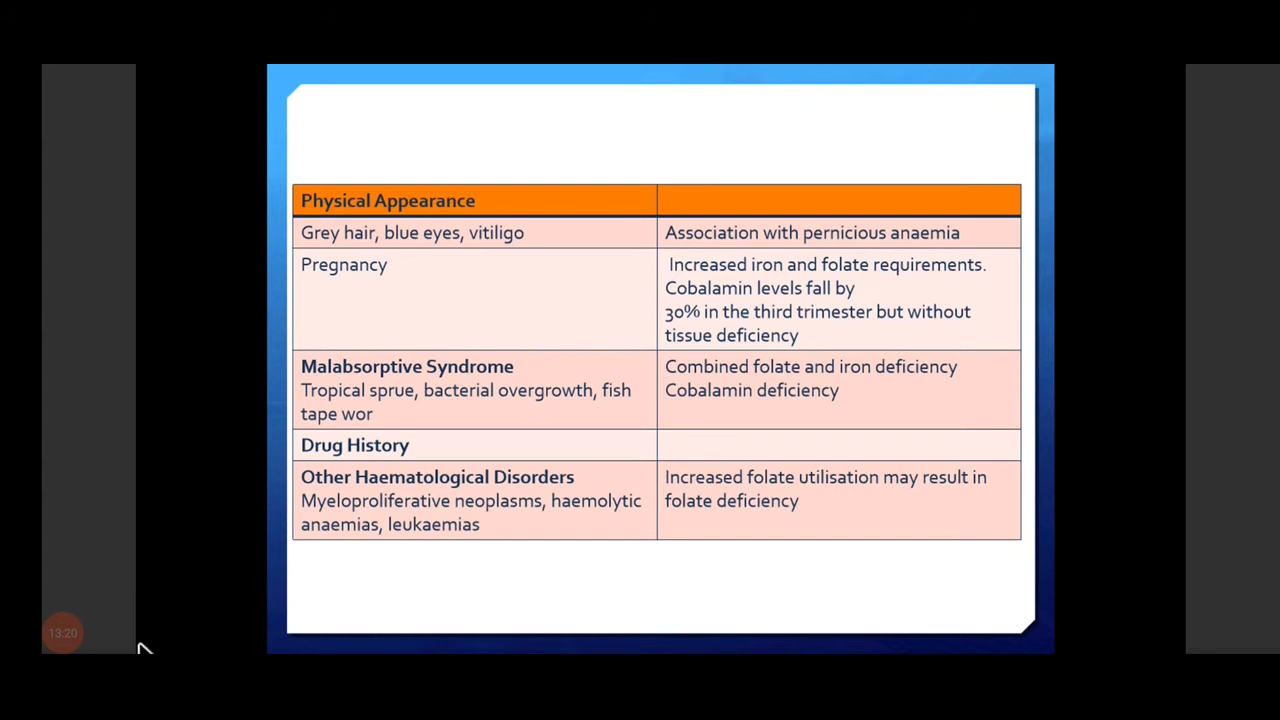 Physical Appearance
Grey hair, blue eyes, vitiligo
Association with pernicious anaemia
Pregnancy
Increased iron and folate requirements.
Cobalamin levels fall by
30% in the third trimester but without
tissue deficiency
Malabsorptive Syndrome
Tropical sprue, bacterial overgrowth, fish
tape wor
Combined folate and iron deficiency
Cobalamin deficiency
Drug History
Other Haematological Disorders
Myeloproliferative neoplasms, haemolytic
anaemias, leukaemias
Increased folate utilisation may result in
folate deficiency
13:20